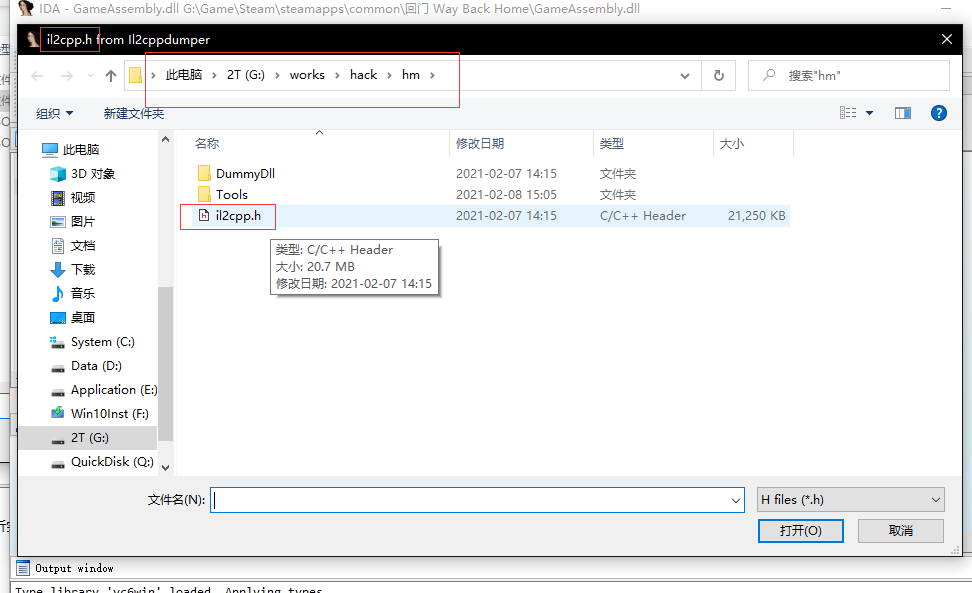 IDA - GameAssembly.dll G:\Game\Steam\steamapps\common\回门 Way Back Home\GameAssembly.dll
il2cpp.h from Il2cppdumper
此电脑 › 2T (G:) › works › hack › hm ›
搜索"hm"
组织 新建文件夹
名称 修改日期 类型 大小
DummyDll 2021-02-07 14:15 文件夹
Tools 2021-02-08 15:05 文件夹
il2cpp.h 2021-02-07 14:15 C/C++ Header 21,250 KB
类型: C/C++ Header
大小: 20.7 MB
修改日期: 2021-02-07 14:15
此电脑
3D 对象
视频
图片
文档
下载
音乐
桌面
System (C:)
Data (D:)
Application (E:)
Win10Inst (F:)
2T (G:)
QuickDisk (Q:)
文件名(N):
H files (*.h)
打开(O) 取消
Output window
Type library 'vc6win' loaded. Applying types...